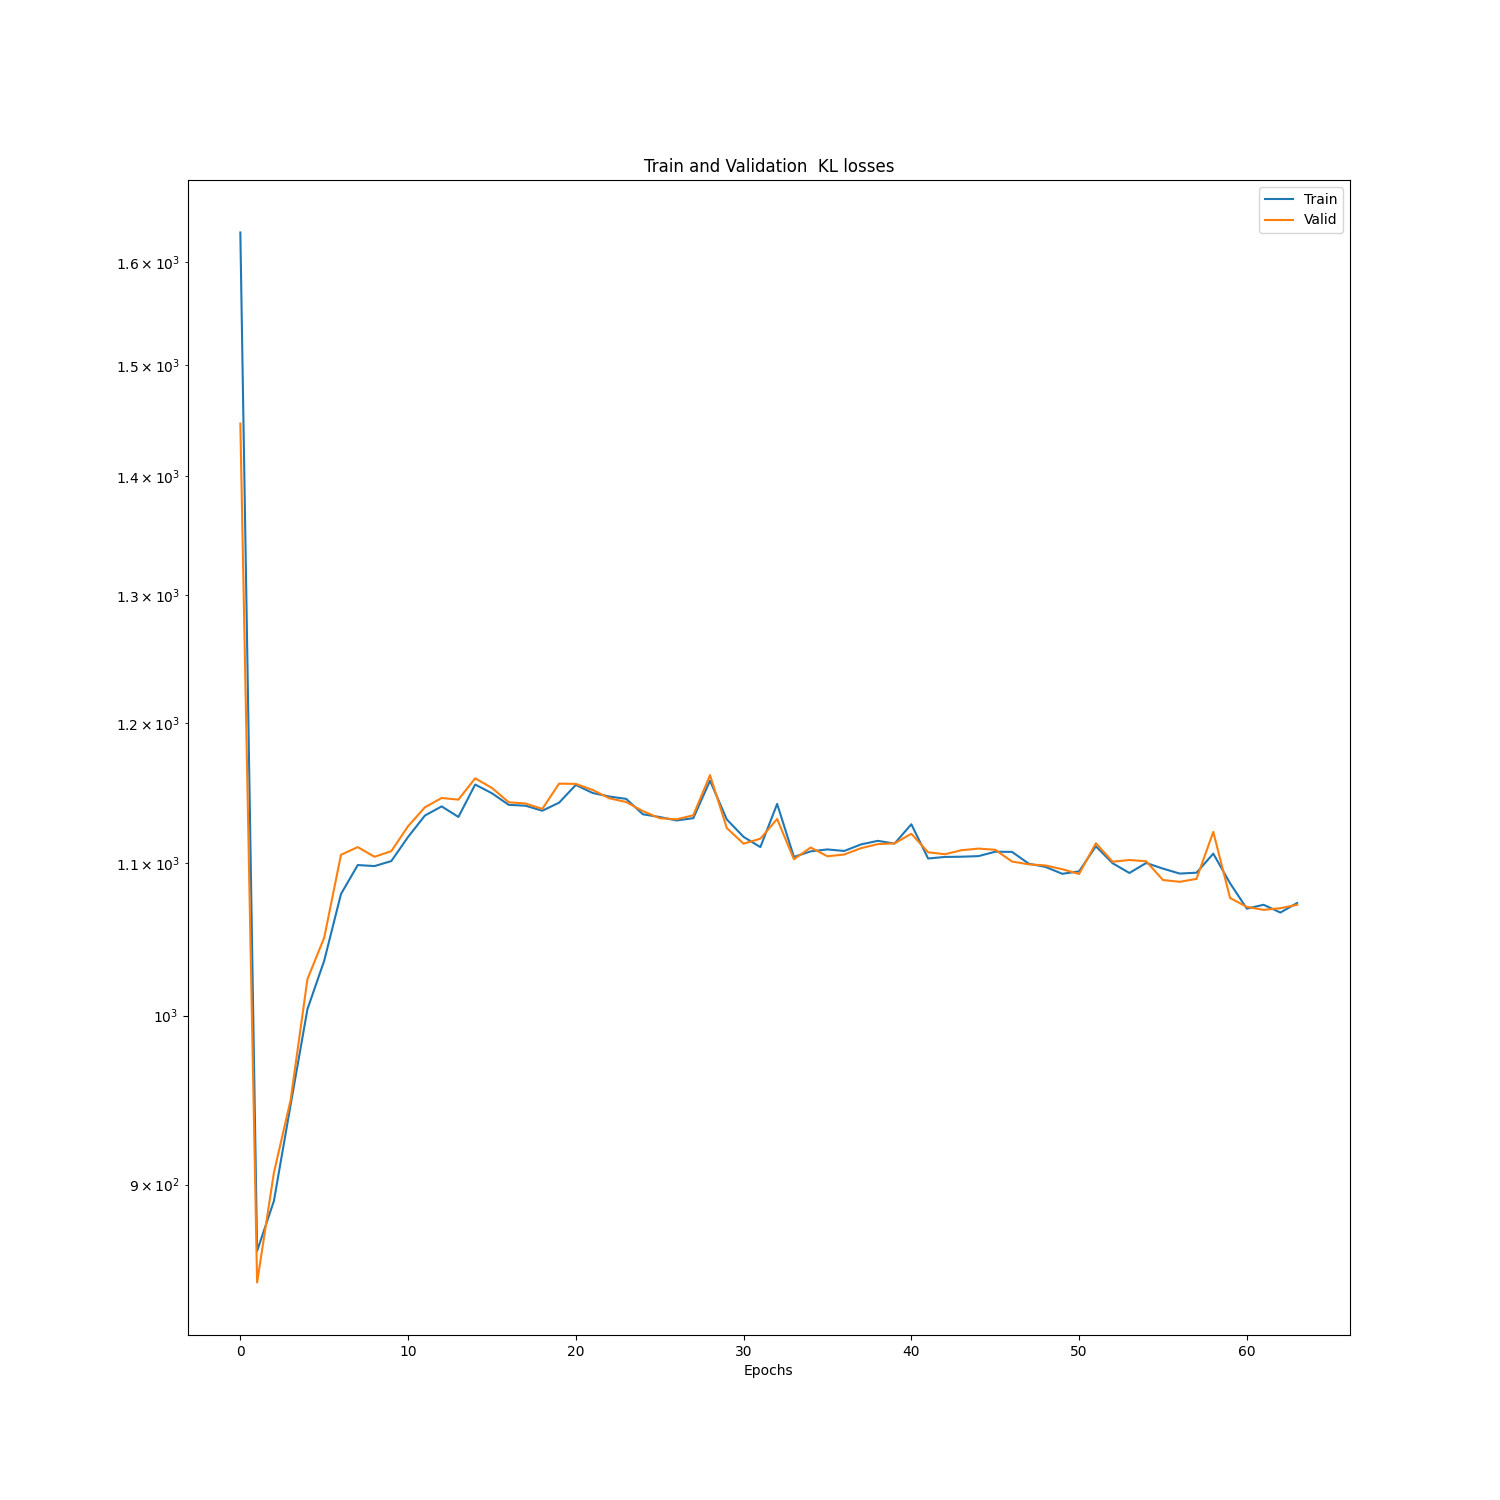 Train and Validation  KL losses
Train
Valid
1.6 × 10³
1.5 × 10³
1.4 × 10³
1.3 × 10³
1.2 × 10³
1.1 × 10³
10³
9 × 10²
0 10 20 30 40 50 60
Epochs